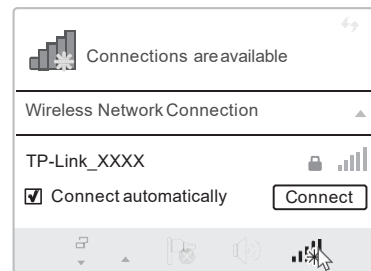 Connections are available
Wireless Network Connection
TP-Link_XXXX
Connect automatically
Connect